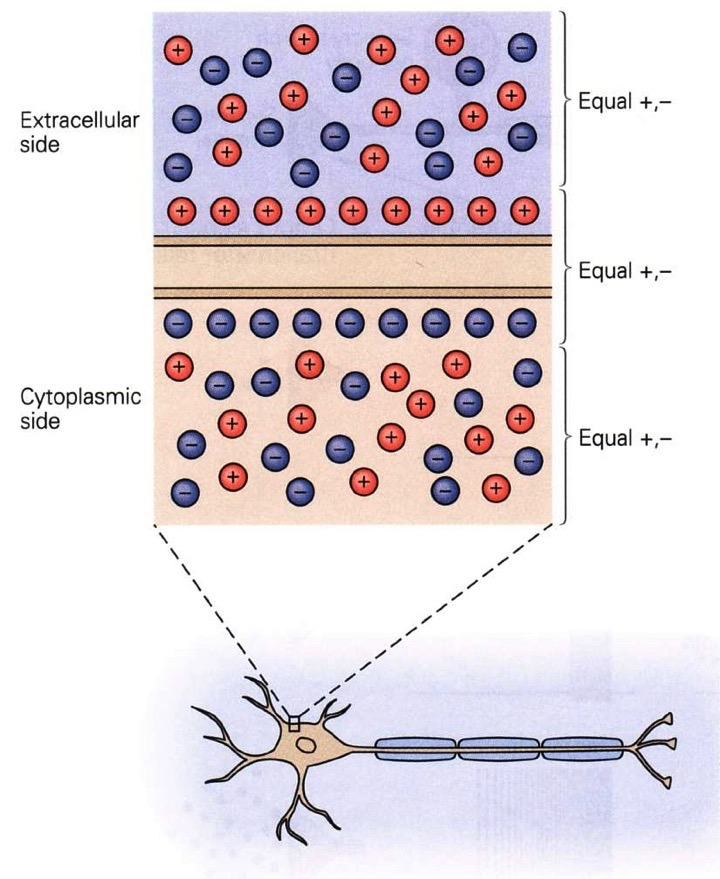 Extracellular
side
Equal +,−
Equal +,−
Cytoplasmic
side
Equal +,−